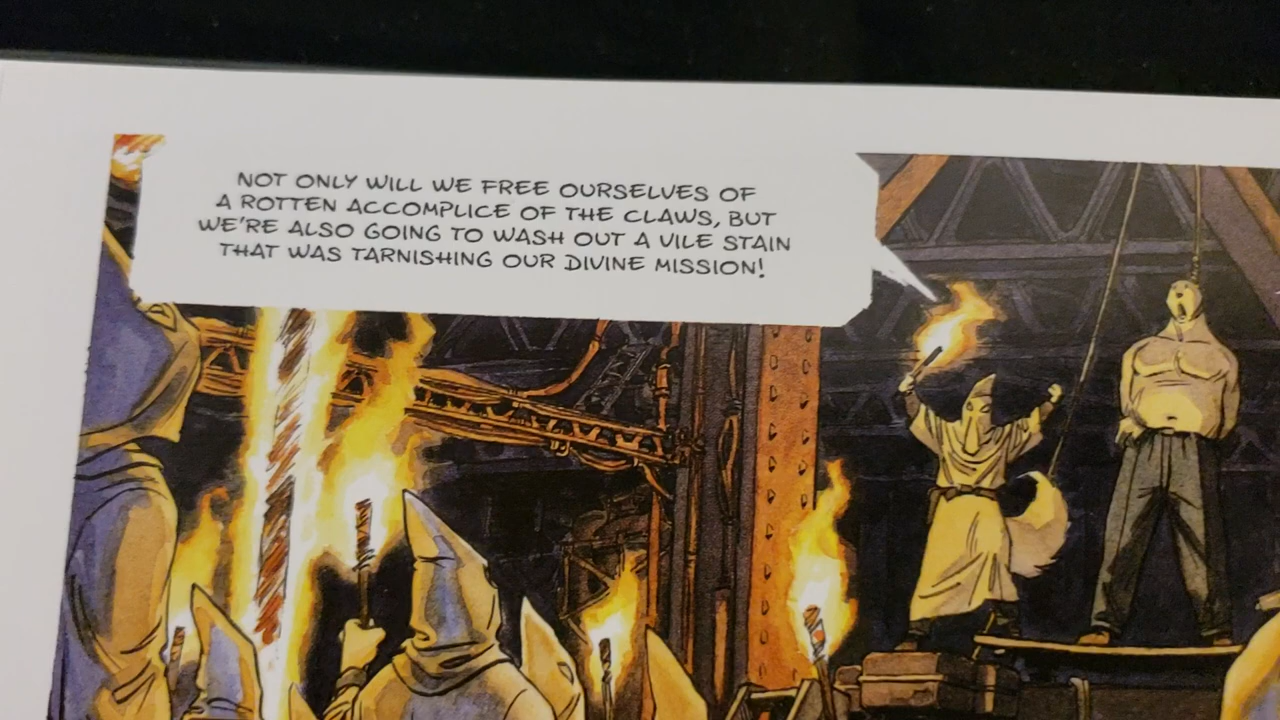 NOT ONLY WILL WE FREE OURSELVES OF
A ROTTEN ACCOMPLICE OF THE CLAWS, BUT
WE'RE ALSO GOING TO WASH OUT A VILE STAIN
THAT WAS TARNISHING OUR DIVINE MISSION!